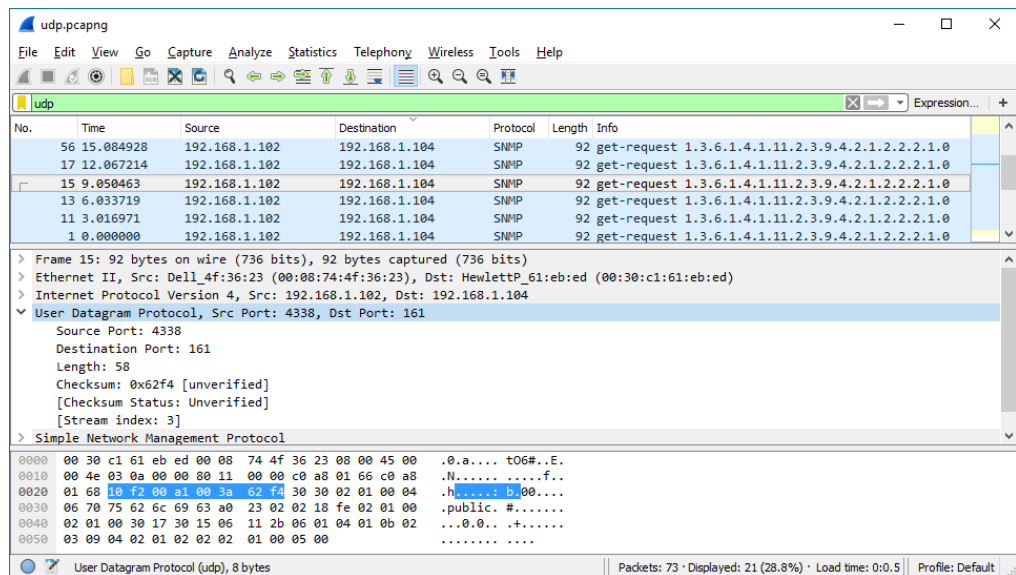 udp.pcapng
File Edit View Go Capture Analyze Statistics Telephony Wireless Tools Help
udp Expression... +
No. Time Source Destination Protocol Length Info
56 15.084928 192.168.1.102 192.168.1.104 SNMP 92 get-request 1.3.6.1.4.1.11.2.3.9.4.2.1.2.2.2.1.0
17 12.067214 192.168.1.102 192.168.1.104 SNMP 92 get-request 1.3.6.1.4.1.11.2.3.9.4.2.1.2.2.2.1.0
15 9.050463 192.168.1.102 192.168.1.104 SNMP 92 get-request 1.3.6.1.4.1.11.2.3.9.4.2.1.2.2.2.1.0
13 6.033719 192.168.1.102 192.168.1.104 SNMP 92 get-request 1.3.6.1.4.1.11.2.3.9.4.2.1.2.2.2.1.0
11 3.016971 192.168.1.102 192.168.1.104 SNMP 92 get-request 1.3.6.1.4.1.11.2.3.9.4.2.1.2.2.2.1.0
1 0.000000 192.168.1.102 192.168.1.104 SNMP 92 get-request 1.3.6.1.4.1.11.2.3.9.4.2.1.2.2.2.1.0
Frame 15: 92 bytes on wire (736 bits), 92 bytes captured (736 bits)
Ethernet II, Src: Dell_4f:36:23 (00:08:74:4f:36:23), Dst: HewlettP_61:eb:ed (00:30:c1:61:eb:ed)
Internet Protocol Version 4, Src: 192.168.1.102, Dst: 192.168.1.104
User Datagram Protocol, Src Port: 4338, Dst Port: 161
Source Port: 4338
Destination Port: 161
Length: 58
Checksum: 0x62f4 [unverified]
[Checksum Status: Unverified]
[Stream index: 3]
Simple Network Management Protocol
0000 00 30 c1 61 eb ed 00 08 74 4f 36 23 08 00 45 00 .0.a.... tO6#..E.
0010 00 4e 03 0a 00 00 80 11 00 00 c0 a8 01 66 c0 a8 .N...........f..
0020 01 68 10 f2 00 a1 00 3a 62 f4 30 30 02 01 00 04 .h.....: b.00....
0030 06 70 75 62 6c 69 63 a0 23 02 02 18 fe 02 01 00 .public. #.......
0040 02 01 00 30 17 30 15 06 11 2b 06 01 04 01 0b 02 ...0.0.. .+......
0050 03 09 04 02 01 02 02 02 01 00 05 00 ........ ....
User Datagram Protocol (udp), 8 bytes Packets: 73 · Displayed: 21 (28.8%) · Load time: 0:0.5 Profile: Default